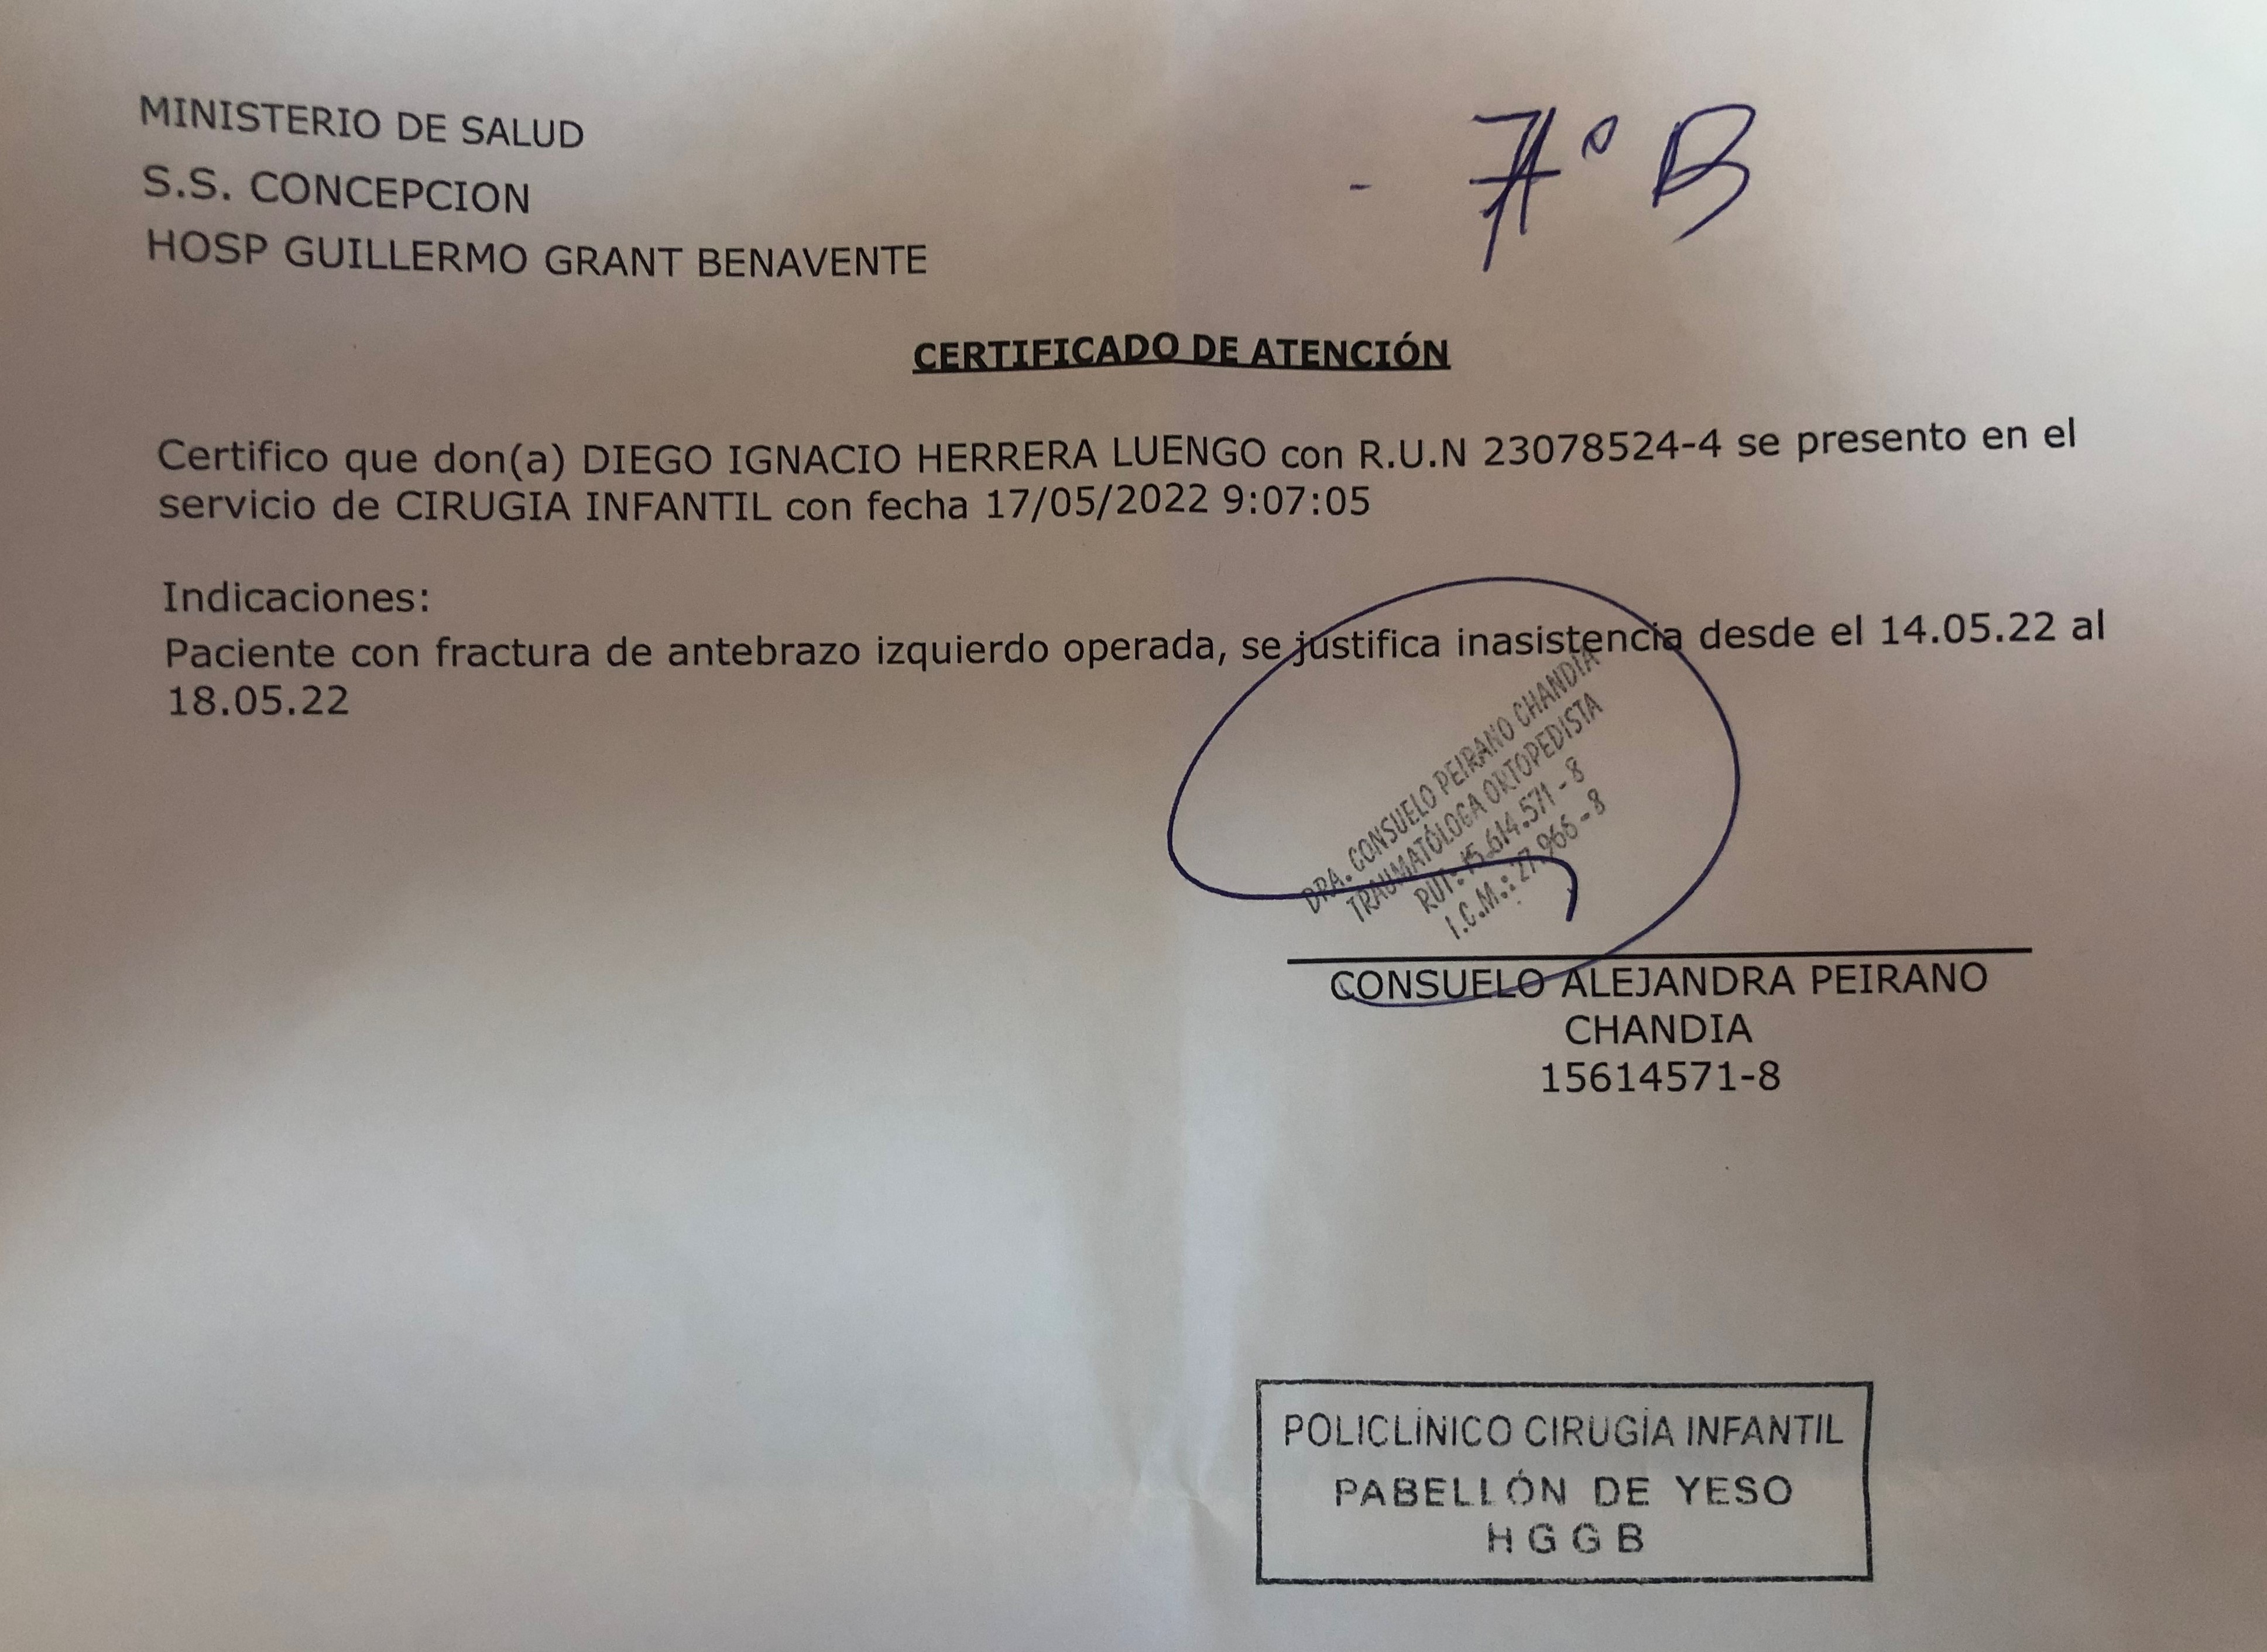 MINISTERIO DE SALUD
S.S. CONCEPCION
HOSP GUILLERMO GRANT BENAVENTE
- 7° B
CERTIFICADO DE ATENCIÓN
Certifico que don(a) DIEGO IGNACIO HERRERA LUENGO con R.U.N 23078524-4 se presento en el
servicio de CIRUGIA INFANTIL con fecha 17/05/2022 9:07:05
Indicaciones:
Paciente con fractura de antebrazo izquierdo operada, se justifica inasistencia desde el 14.05.22 al
18.05.22
DRA. CONSUELO PEIRANO CHANDIA
TRAUMATÓLOGA ORTOPEDISTA
RUT: 15.614.571 - 8
I.C.M.: 27.966 - 8
CONSUELO ALEJANDRA PEIRANO
CHANDIA
15614571-8
POLICLÍNICO CIRUGÍA INFANTIL
PABELLÓN DE YESO
H G G B